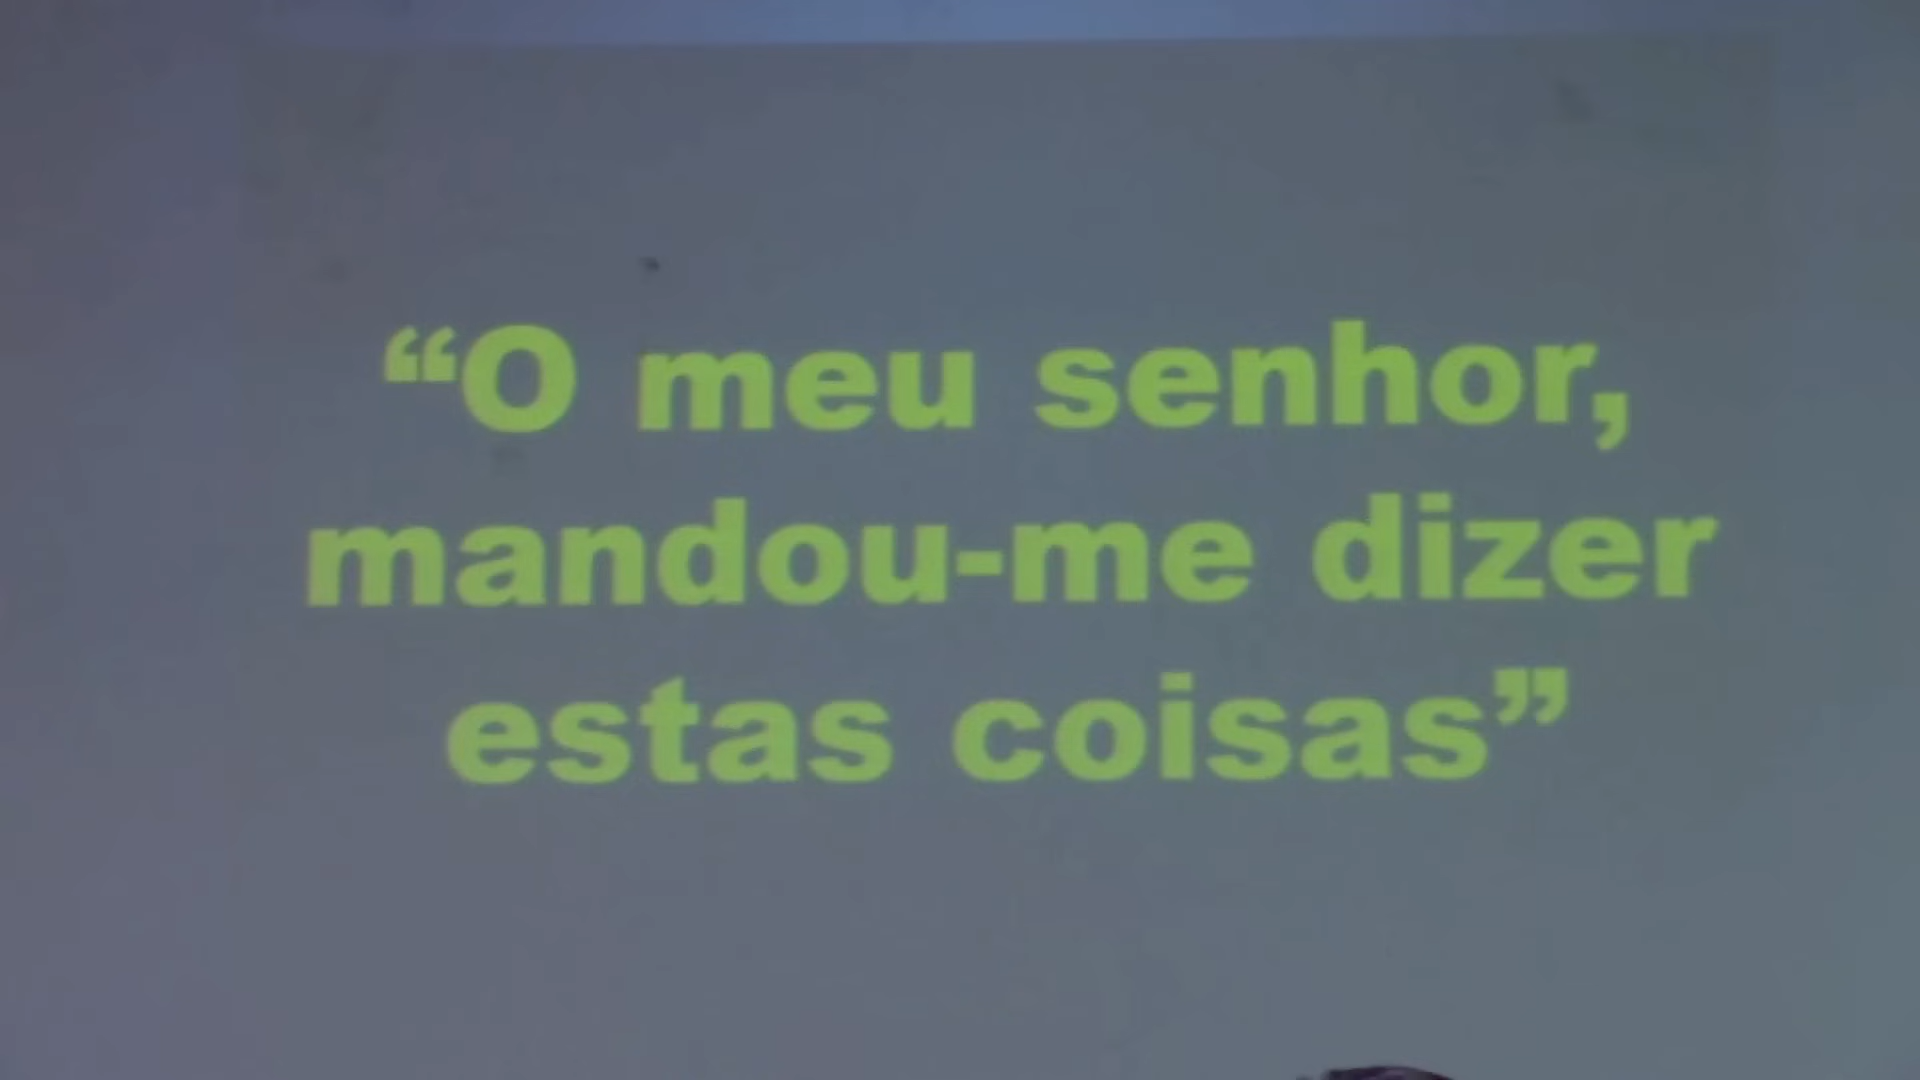 “O meu senhor,
mandou-me dizer
estas coisas”